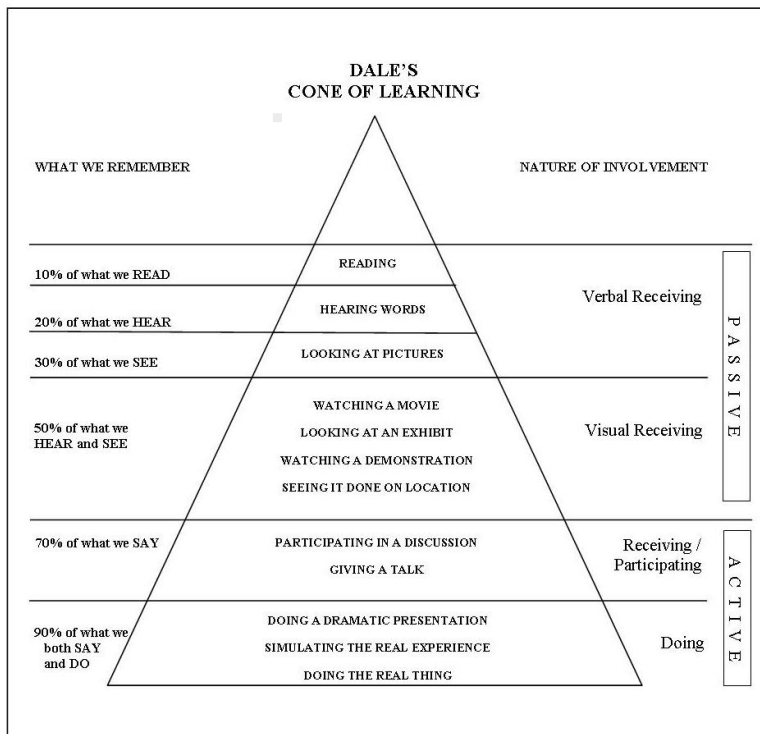 DALE'S
CONE OF LEARNING
WHAT WE REMEMBER
NATURE OF INVOLVEMENT
10% of what we READ
READING
Verbal Receiving
20% of what we HEAR
HEARING WORDS
30% of what we SEE
LOOKING AT PICTURES
PASSIVE
50% of what we
HEAR and SEE
WATCHING A MOVIE
LOOKING AT AN EXHIBIT
WATCHING A DEMONSTRATION
SEEING IT DONE ON LOCATION
Visual Receiving
70% of what we SAY
PARTICIPATING IN A DISCUSSION
GIVING A TALK
Receiving /
Participating
ACTIVE
90% of what we
both SAY
and DO
DOING A DRAMATIC PRESENTATION
SIMULATING THE REAL EXPERIENCE
DOING THE REAL THING
Doing